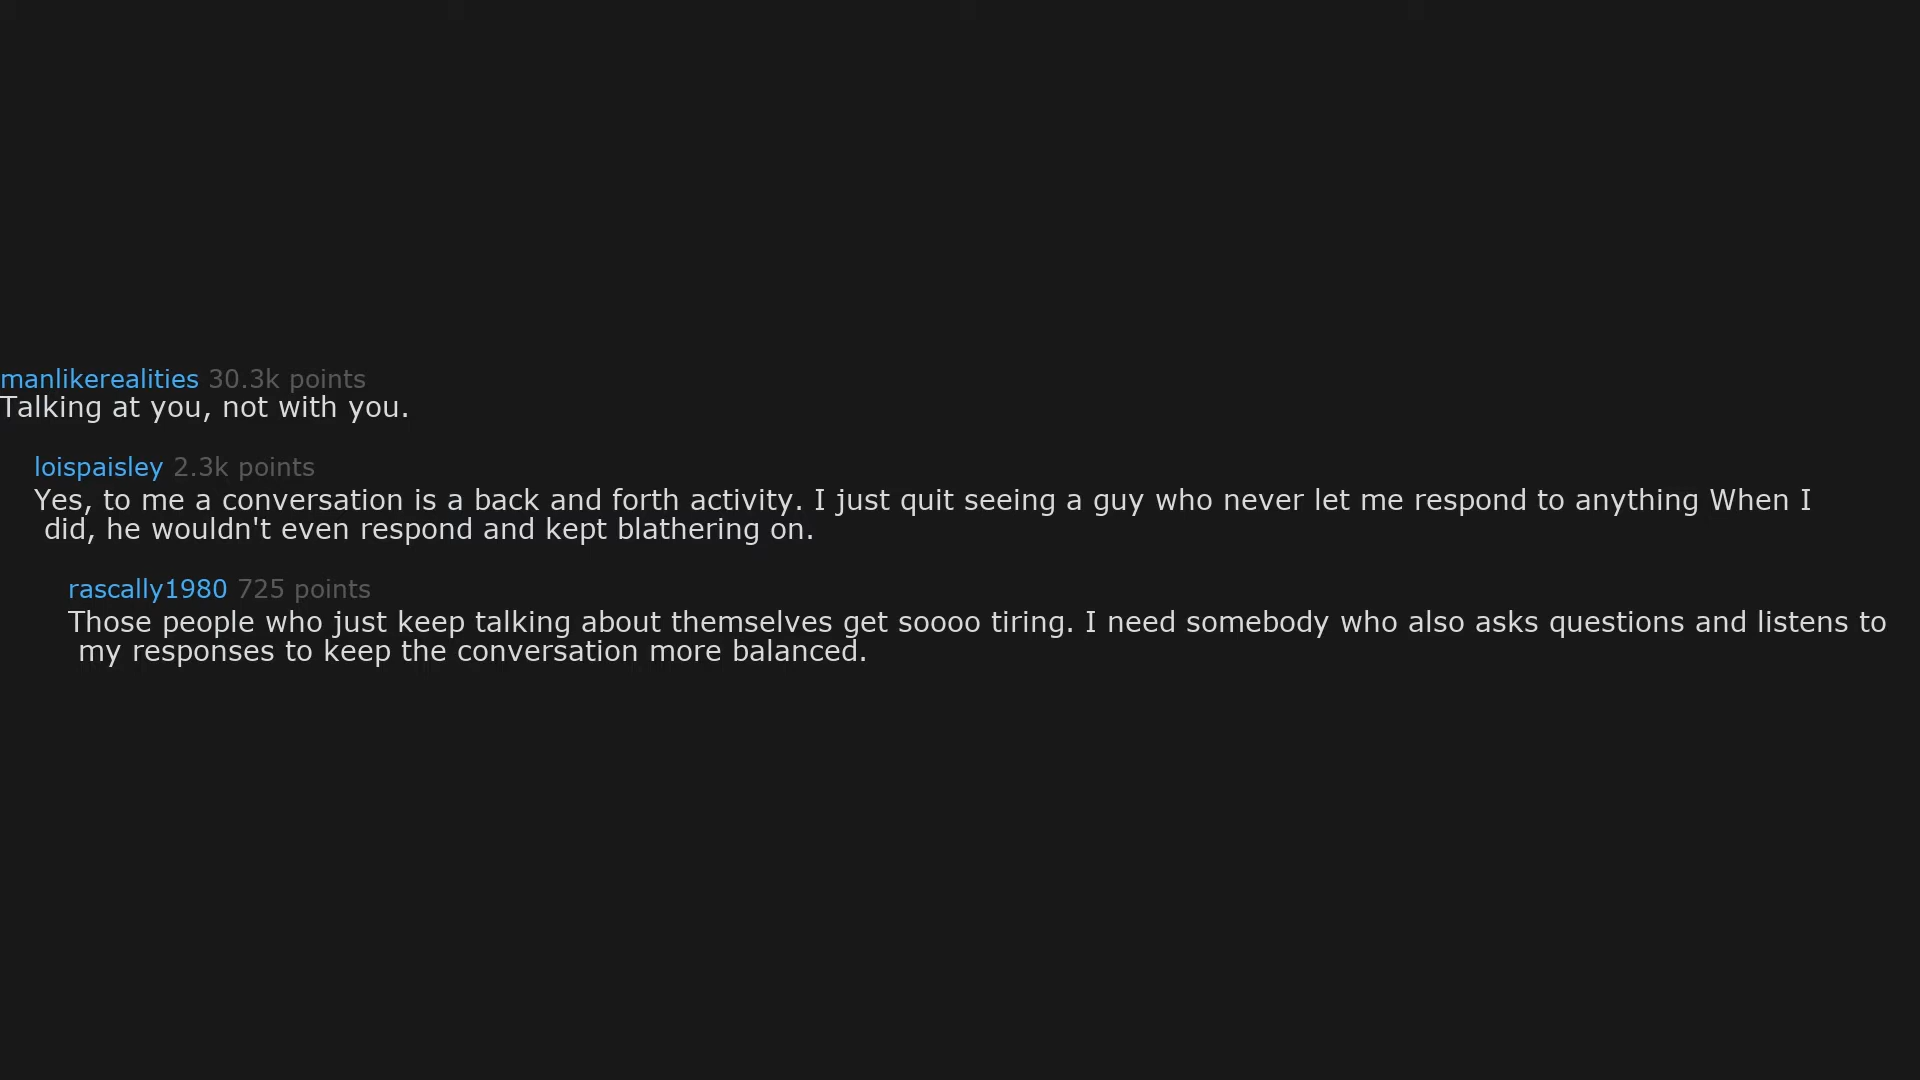 manlikerealities 30.3k points
Talking at you, not with you.
loispaisley 2.3k points
Yes, to me a conversation is a back and forth activity. I just quit seeing a guy who never let me respond to anything When I
did, he wouldn't even respond and kept blathering on.
rascally1980 725 points
Those people who just keep talking about themselves get soooo tiring. I need somebody who also asks questions and listens to
my responses to keep the conversation more balanced.